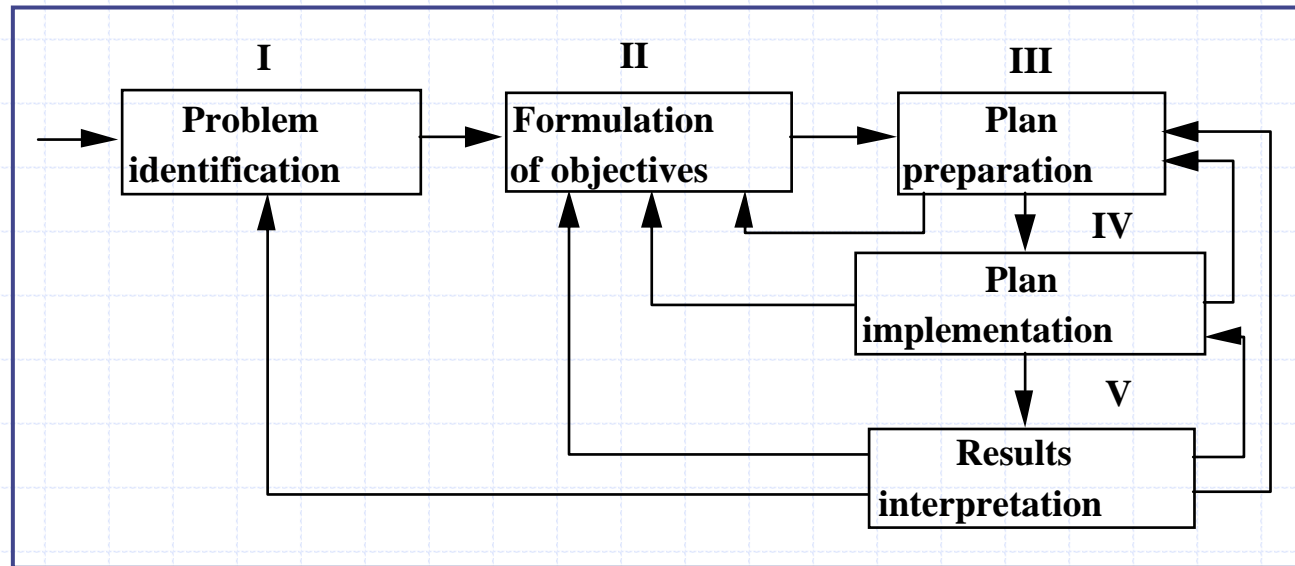 I
II
III
Problem
identification
Formulation
of objectives
Plan
preparation
IV
Plan
implementation
V
Results
interpretation